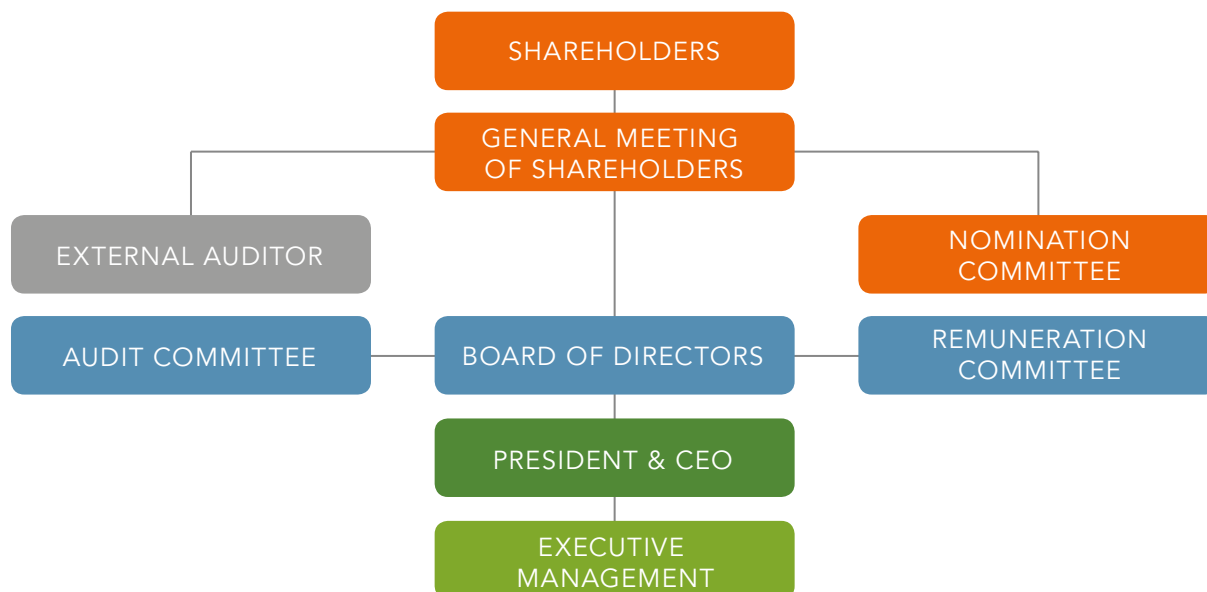 SHAREHOLDERS
GENERAL MEETING
OF SHAREHOLDERS
EXTERNAL AUDITOR
NOMINATION
COMMITTEE
AUDIT COMMITTEE
BOARD OF DIRECTORS
REMUNERATION
COMMITTEE
PRESIDENT & CEO
EXECUTIVE
MANAGEMENT